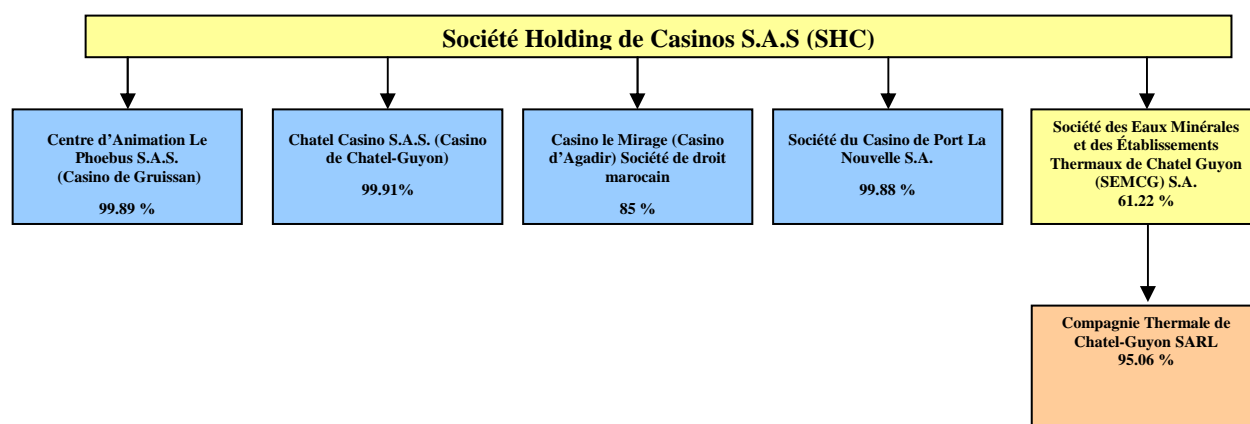 Société Holding de Casinos S.A.S (SHC)
Centre d’Animation Le
Phoebus S.A.S.
(Casino de Gruissan)
99.89 %
Chatel Casino S.A.S. (Casino
de Chatel-Guyon)
99.91%
Casino le Mirage (Casino
d’Agadir) Société de droit
marocain
85 %
Société du Casino de Port La
Nouvelle S.A.
99.88 %
Société des Eaux Minérales
et des Établissements
Thermaux de Chatel Guyon
(SEMCG) S.A.
61.22 %
Compagnie Thermale de
Chatel-Guyon SARL
95.06 %